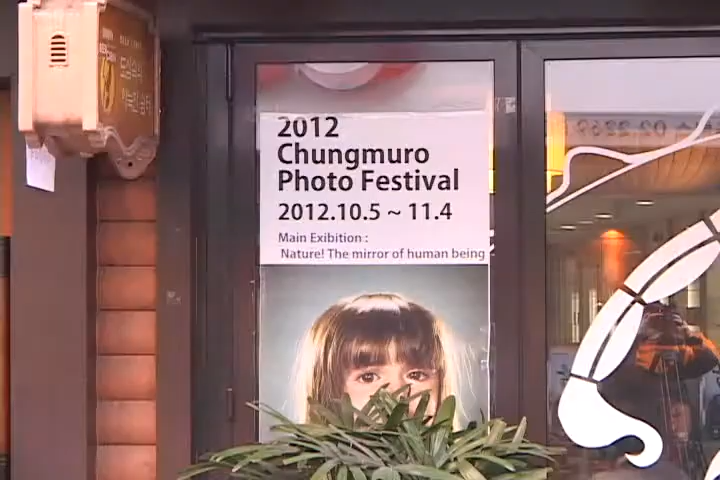 2012
Chungmuro
Photo Festival
2012.10.5 ~ 11.4
Main Exibition :
Nature! The mirror of human being